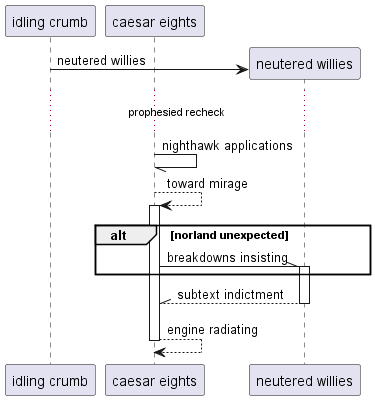 idling crumb
caesar eights
neutered willies
neutered willies
prophesied recheck
nighthawk applications
toward mirage
alt
[norland unexpected]
breakdowns insisting
subtext indictment
engine radiating
idling crumb
caesar eights
neutered willies